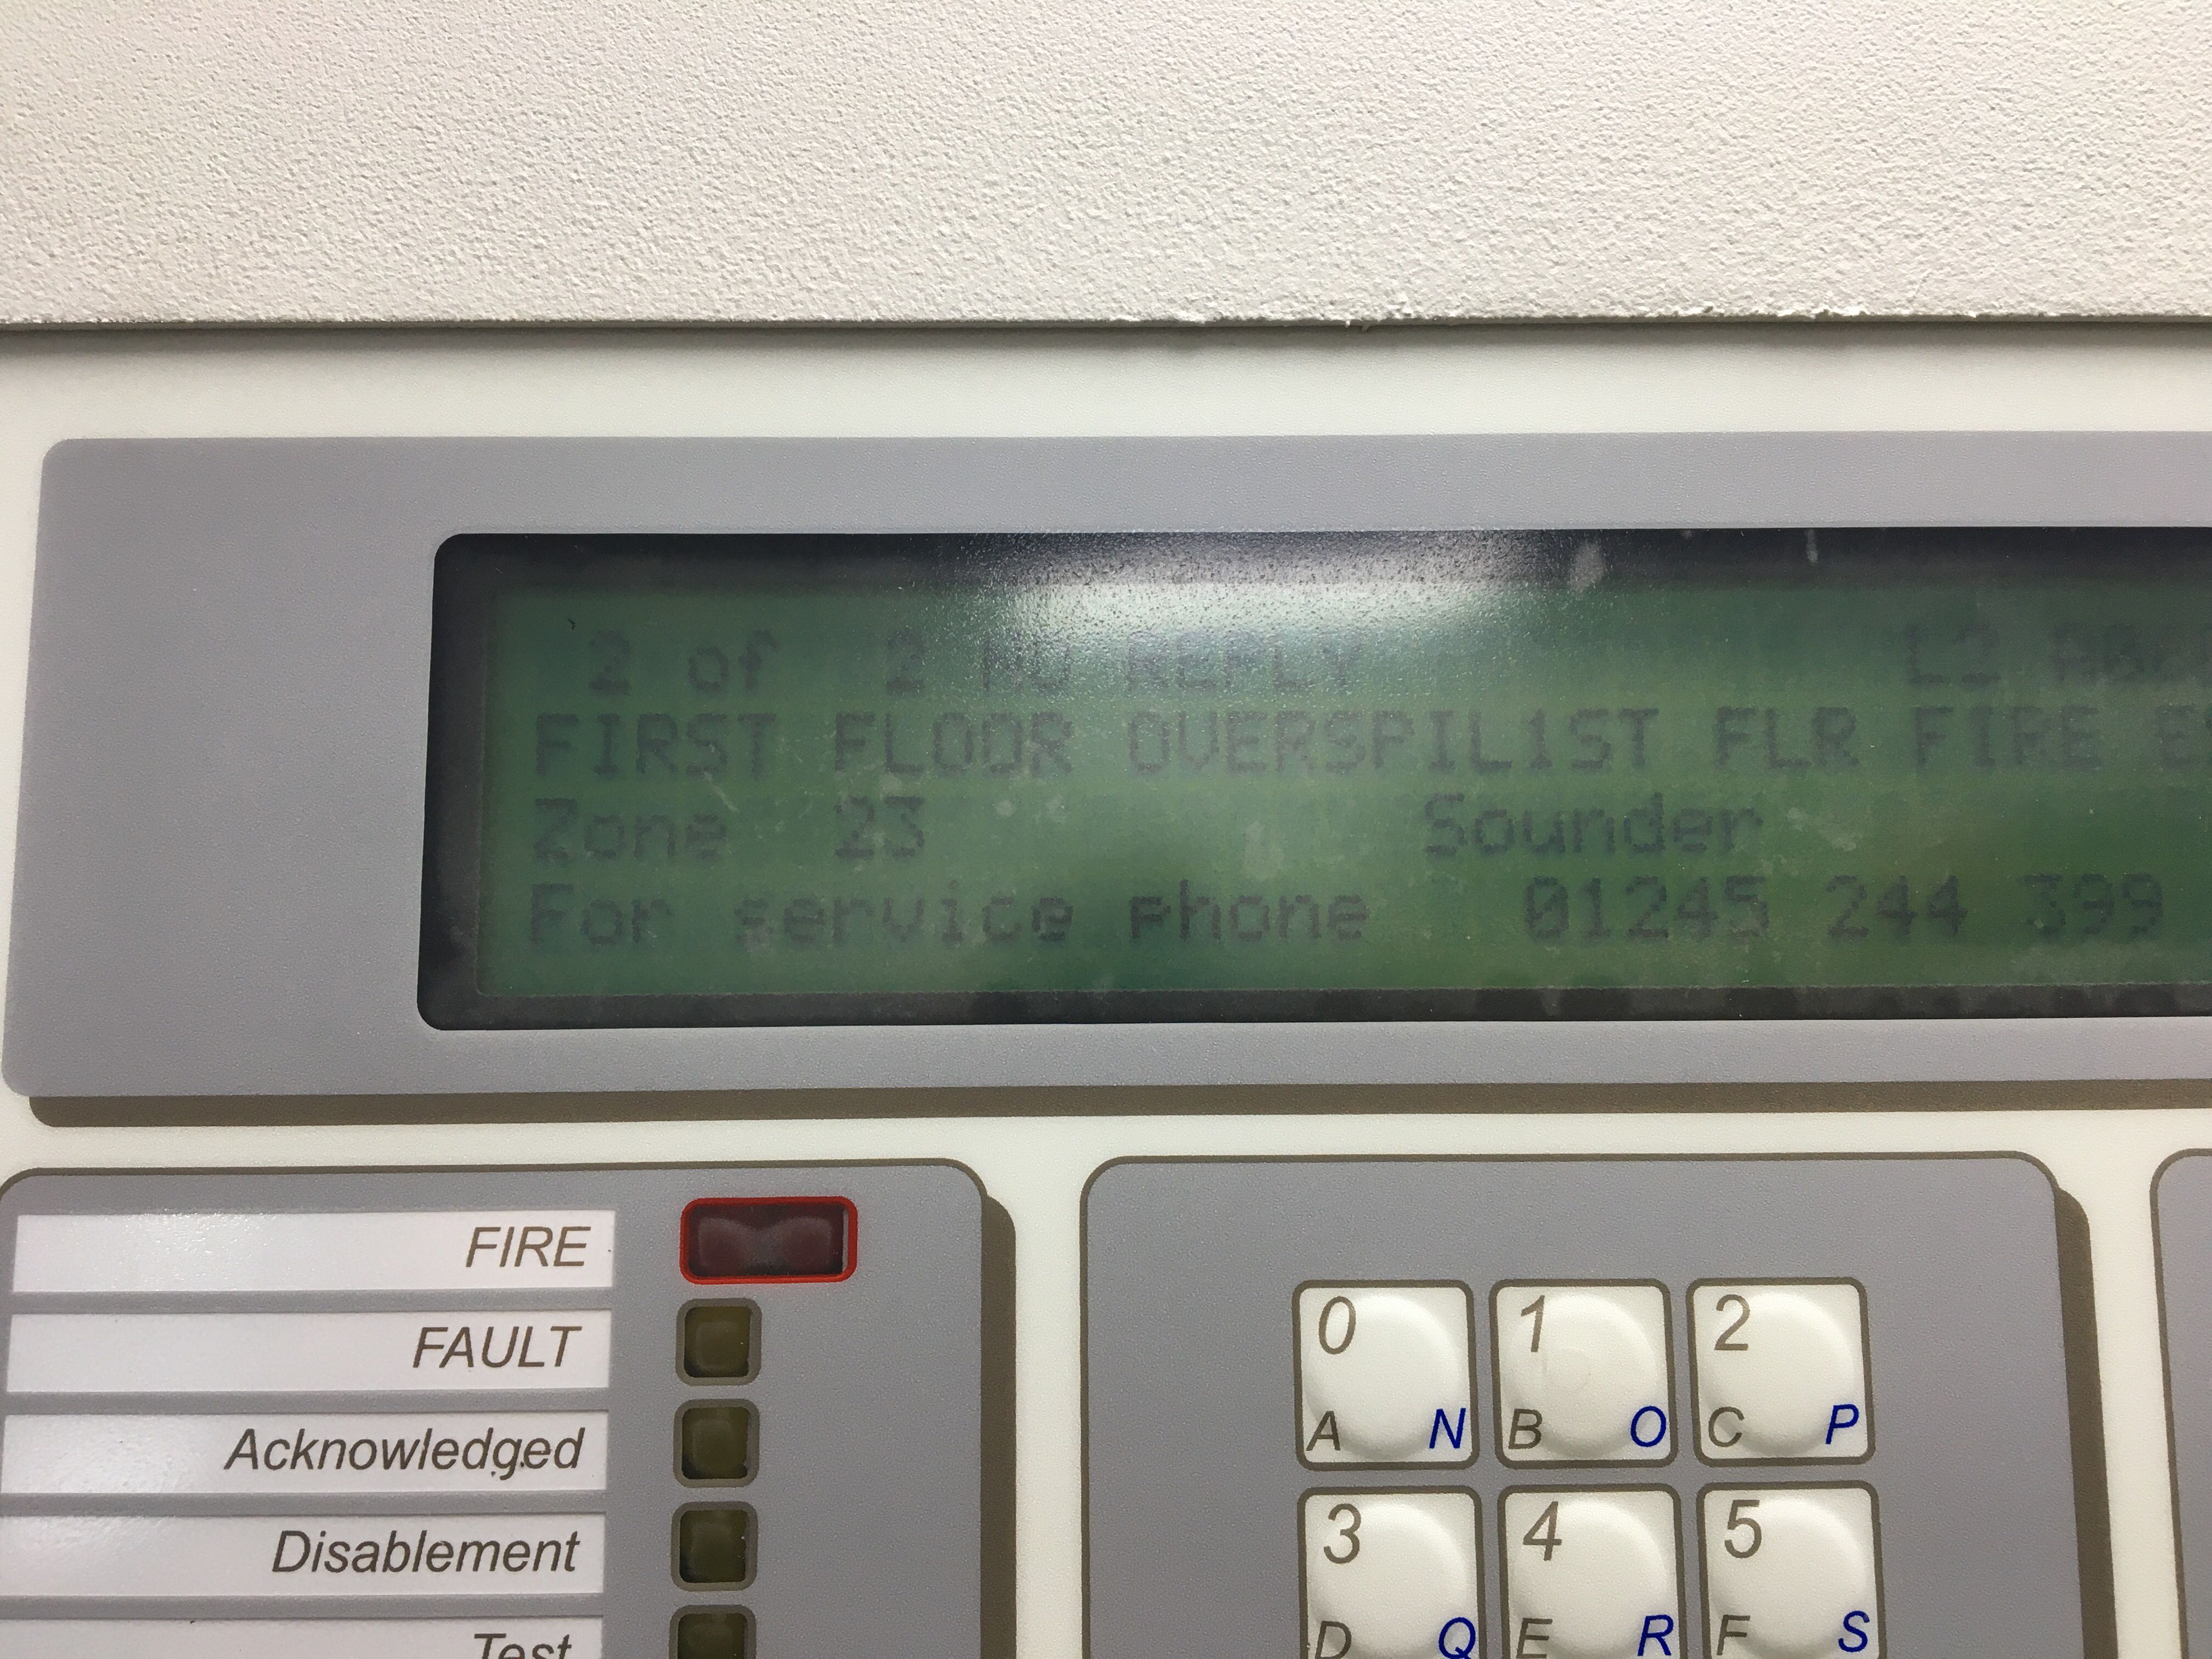 2 of 2 NO REPLY
FIRST FLOOR OVERSPIL1ST FLR FIRE
Zone 23 Sounder
For service phone 01245 244 399
FIRE
FAULT
Acknowledged
Disablement
Test
0 1 2
A N B O C P
3 4 5
D Q E R F S